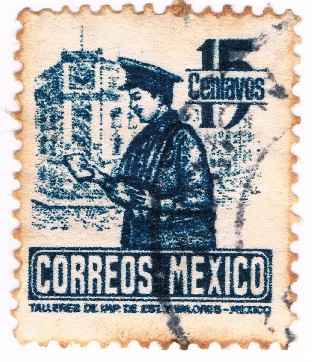 15
Centavos
CORREOS MEXICO
TALLERES DE IMP. DE EST. VALORES-MEXICO